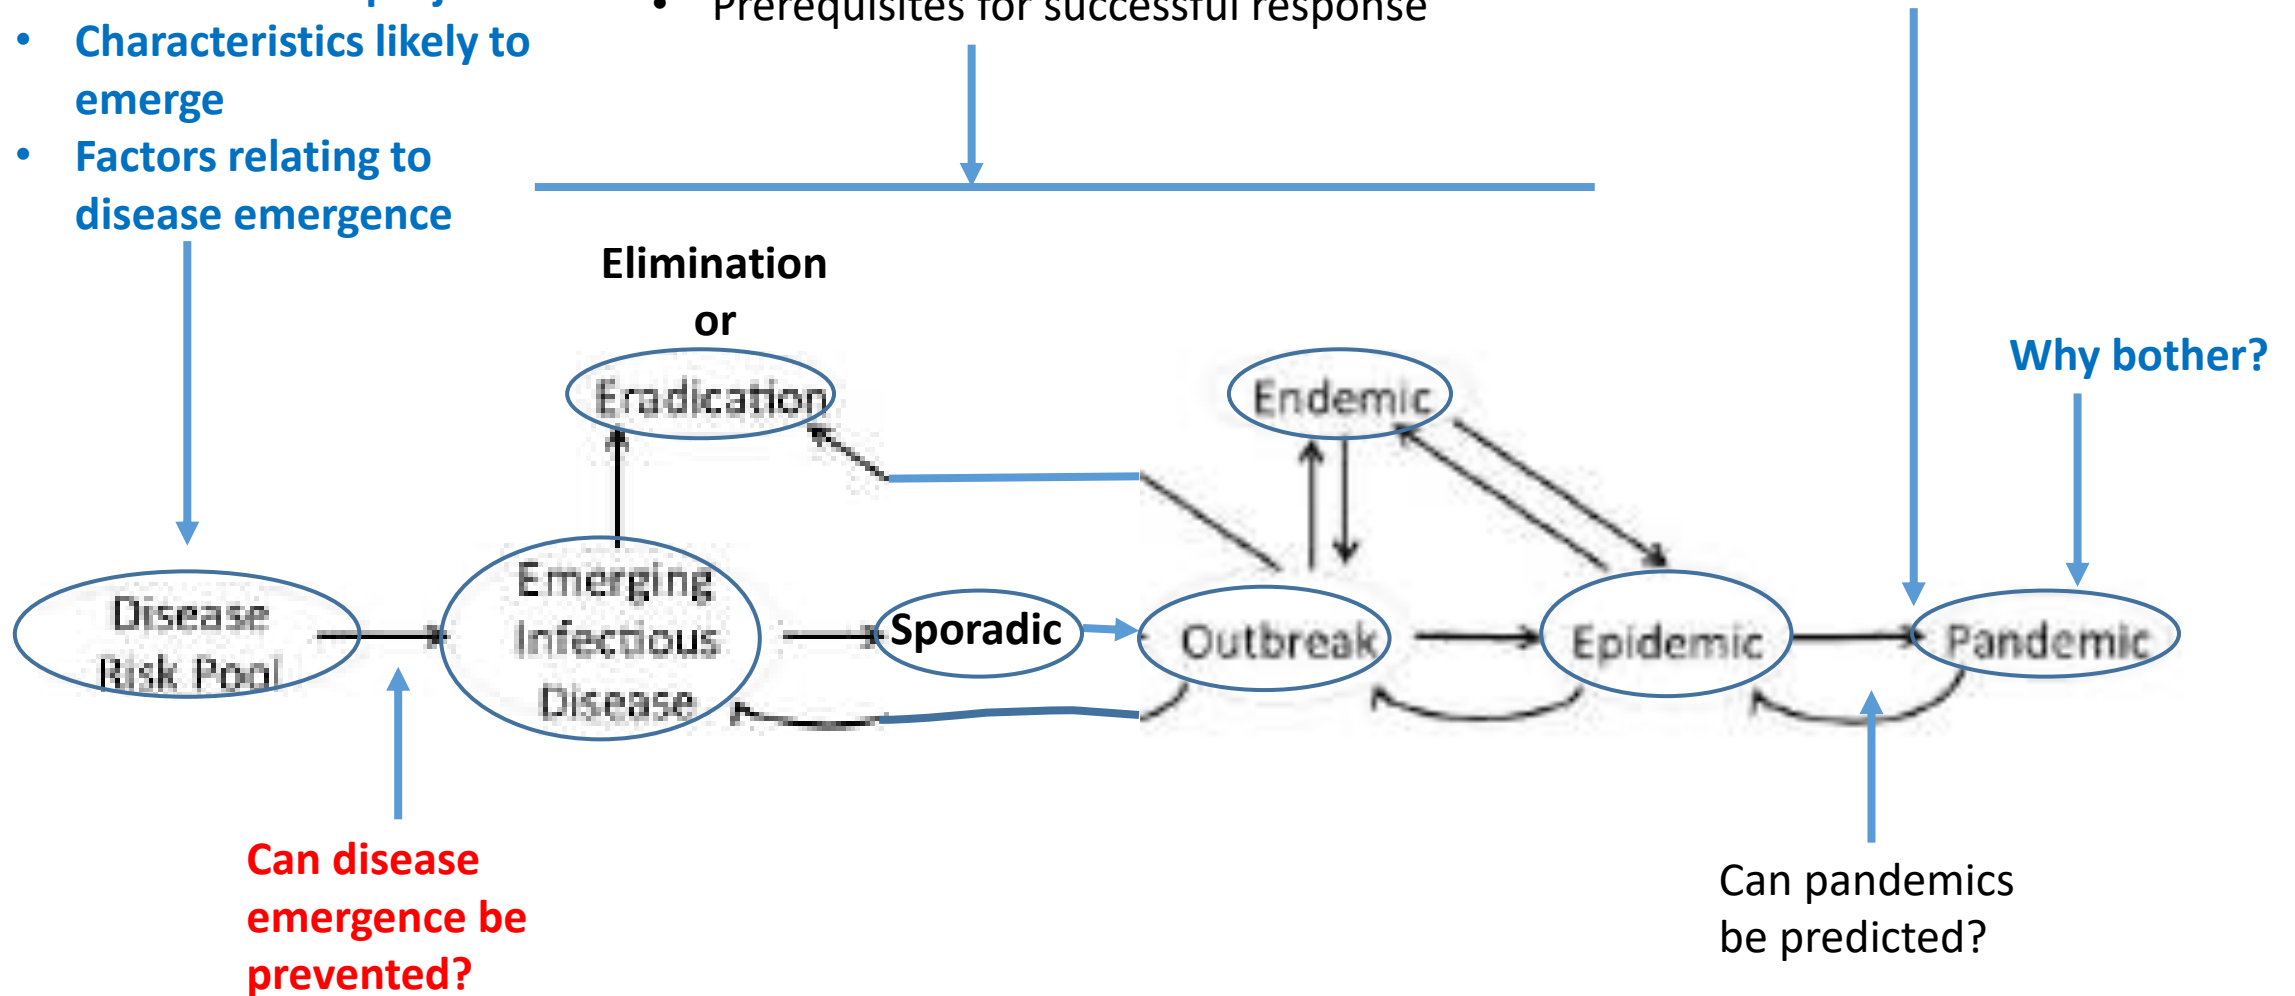 • Prerequisites for successful response
• Characteristics likely to
emerge
• Factors relating to
disease emergence
Elimination
or
Eradication
Endemic
Why bother?
Disease
Risk Pool
Emerging
Infectious
Disease
Sporadic
Outbreak
Epidemic
Pandemic
Can disease
emergence be
prevented?
Can pandemics
be predicted?